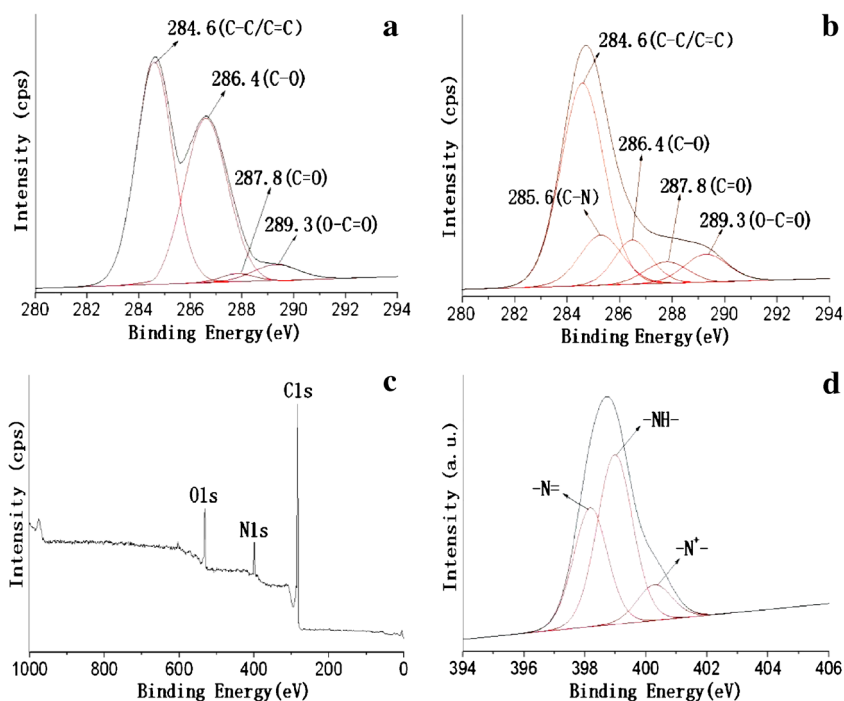 a
284.6(C-C/C=C)
286.4(C-O)
287.8(C=O)
289.3(O-C=O)
Intensity (cps)
280 282 284 286 288 290 292 294
Binding Energy(eV)
b
284.6(C-C/C=C)
286.4(C-O)
285.6(C-N)
287.8(C=O)
289.3(O-C=O)
Intensity (cps)
280 282 284 286 288 290 292 294
Binding Energy(eV)
c
C1s
O1s
N1s
Intensity (cps)
1000 800 600 400 200 0
Binding Energy(eV)
d
-NH-
-N=
-N⁺-
Intensity (a.u.)
394 396 398 400 402 404 406
Binding Energy(eV)